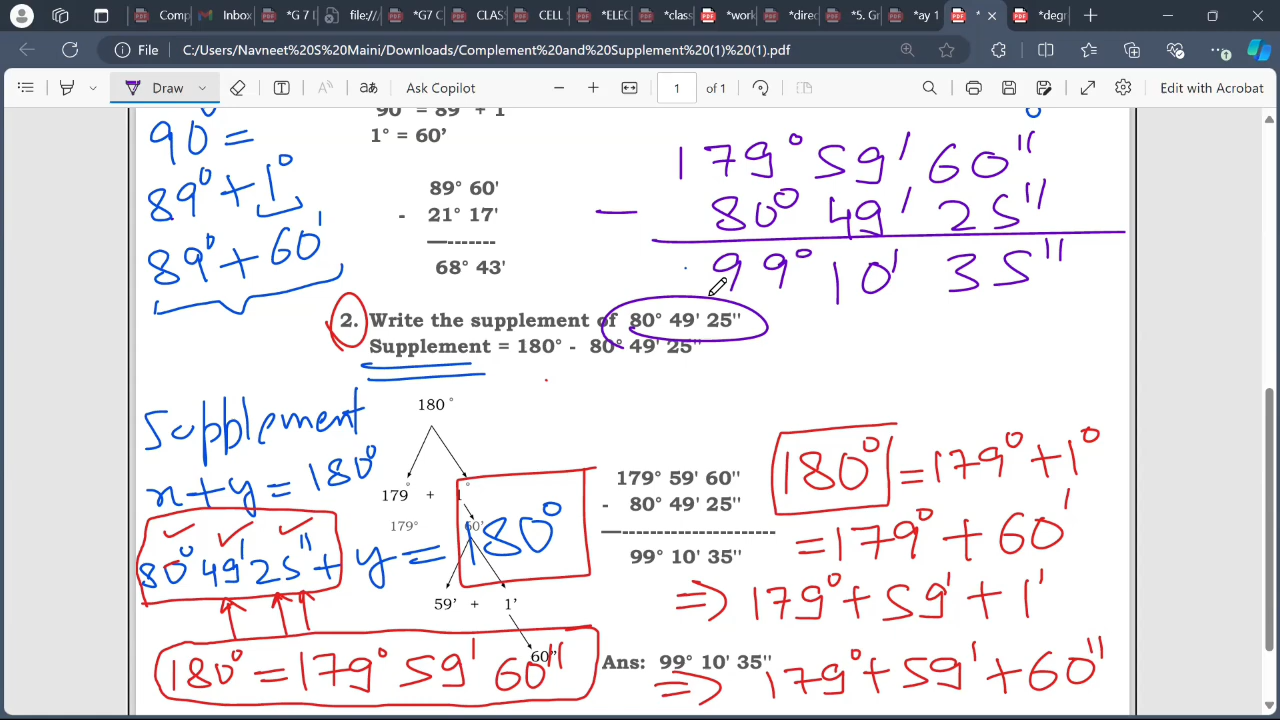 Comp
Inbox
*G 7 I
file://
*G7 C
CLASS
CELL S
*ELEC
*class
*work
*direc
*5. Gr
*ay 1
*
*degr
File
C:/Users/Navneet%20S%20Maini/Downloads/Complement%20and%20Supplement%20(1)%20(1).pdf
Draw
Ask Copilot
1 of 1
Edit with Acrobat
90° = 89° + 1
1° = 60’
89° 60'
- 21° 17'
—-------
68° 43'
90° =
89° + 1°
89° + 60'
179° 59' 60"
- 80° 49' 25"
99° 10' 35"
2. Write the supplement of 80° 49' 25"
Supplement = 180° - 80° 49' 25"
Supplement
x + y = 180°
80° 49' 25" + y = 180°
180° = 179° 59' 60"
180°
179° + 1°
179° 60’
59’ + 1’
60”
179° 59' 60"
- 80° 49' 25"
—--------------------
99° 10' 35"
Ans: 99° 10' 35"
180° = 179° + 1°
= 179° + 60'
⇒ 179° + 59' + 1'
⇒ 179° + 59' + 60"